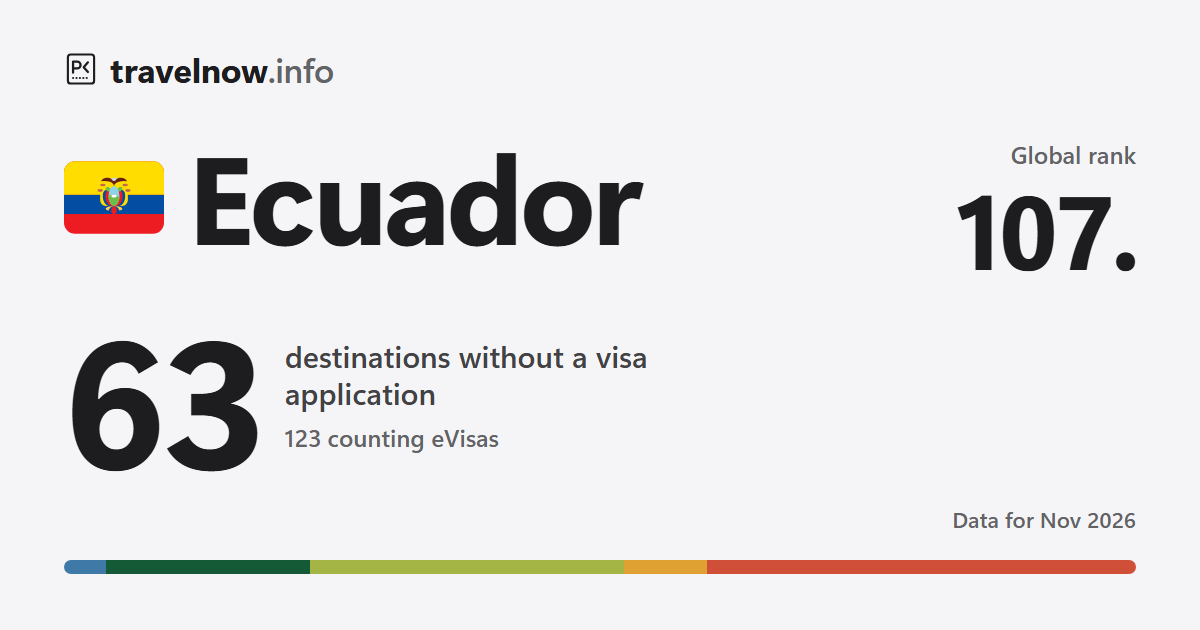 travelnow.info
Ecuador
Global rank
107.
63
destinations without a visa
application
123 counting eVisas
Data for Nov 2026